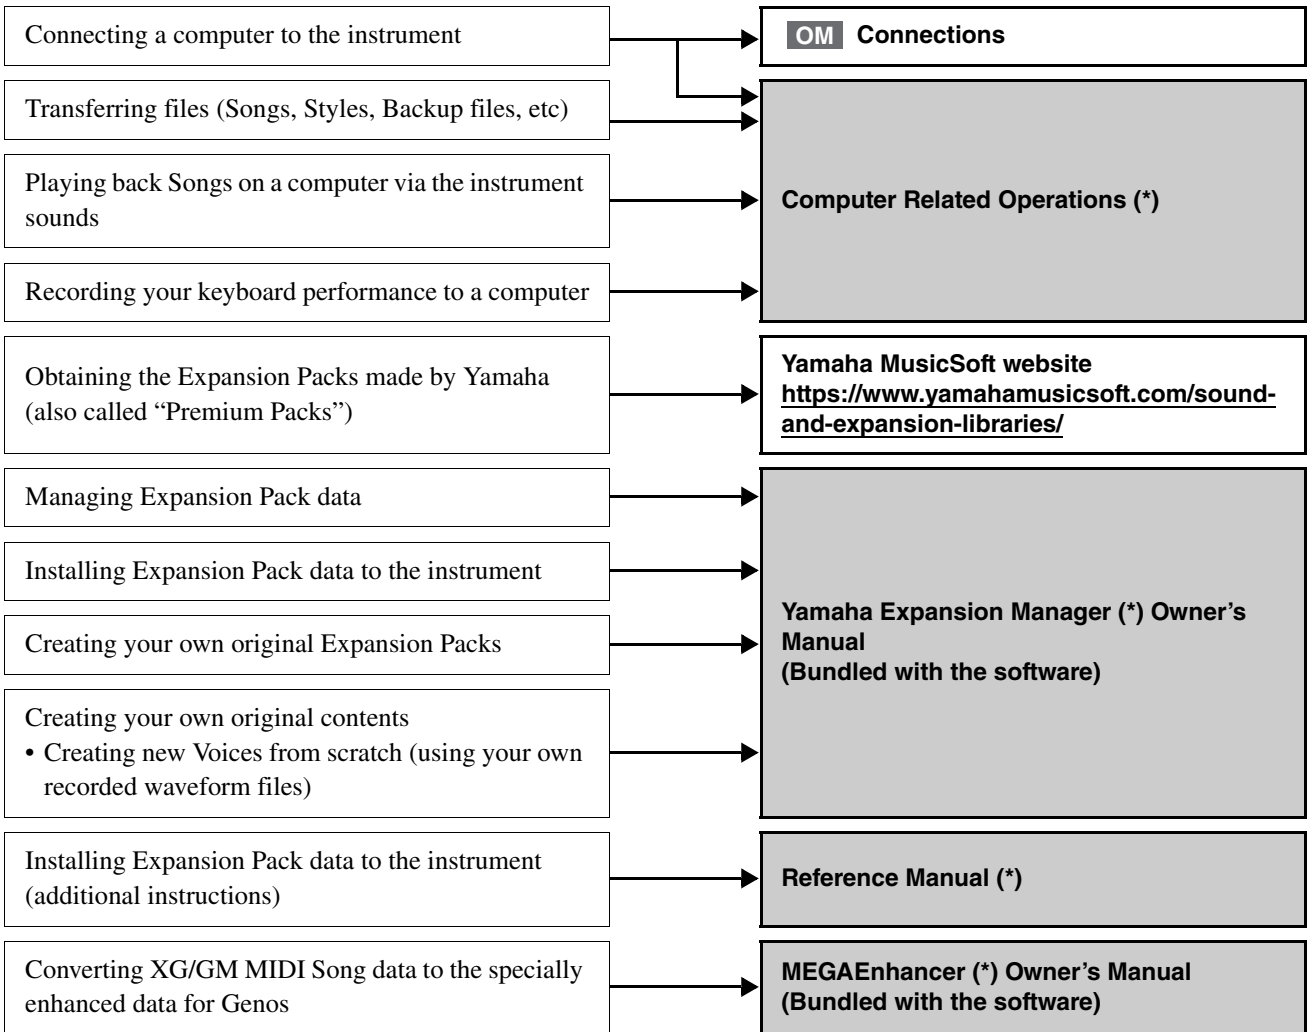 Connecting a computer to the instrument
OM Connections
Transferring files (Songs, Styles, Backup files, etc)
Playing back Songs on a computer via the instrument
sounds
Computer Related Operations (*)
Recording your keyboard performance to a computer
Obtaining the Expansion Packs made by Yamaha
(also called “Premium Packs”)
Yamaha MusicSoft website
https://www.yamahamusicsoft.com/sound-
and-expansion-libraries/
Managing Expansion Pack data
Installing Expansion Pack data to the instrument
Creating your own original Expansion Packs
Creating your own original contents
• Creating new Voices from scratch (using your own
recorded waveform files)
Yamaha Expansion Manager (*) Owner’s
Manual
(Bundled with the software)
Installing Expansion Pack data to the instrument
(additional instructions)
Reference Manual (*)
Converting XG/GM MIDI Song data to the specially
enhanced data for Genos
MEGAEnhancer (*) Owner’s Manual
(Bundled with the software)